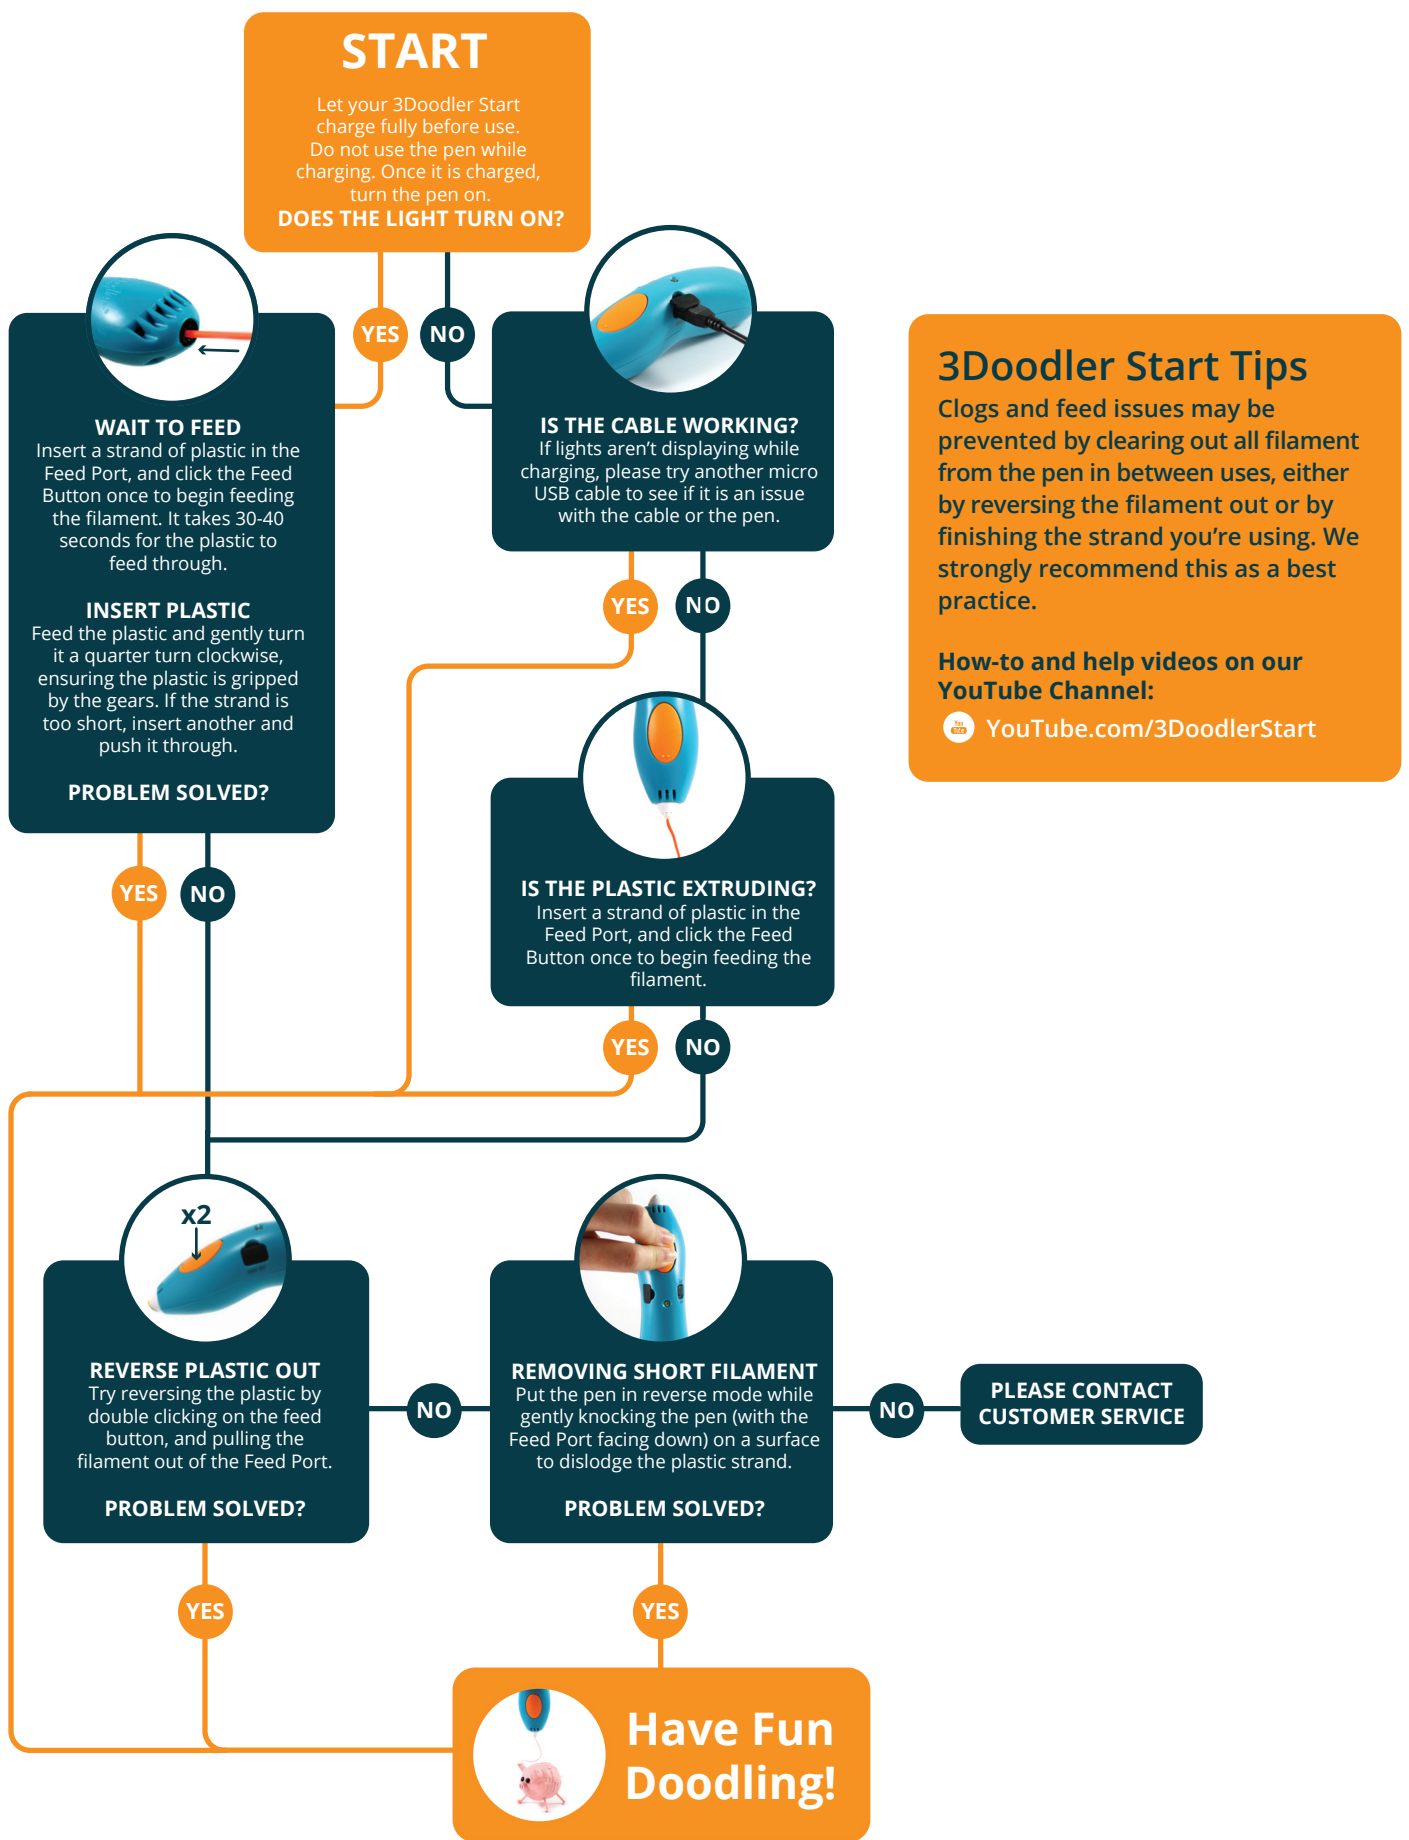 START
Let your 3Doodler Start
charge fully before use.
Do not use the pen while
charging. Once it is charged,
turn the pen on.
DOES THE LIGHT TURN ON?
YES
NO
WAIT TO FEED
Insert a strand of plastic in the
Feed Port, and click the Feed
Button once to begin feeding
the filament. It takes 30-40
seconds for the plastic to
feed through.
INSERT PLASTIC
Feed the plastic and gently turn
it a quarter turn clockwise,
ensuring the plastic is gripped
by the gears. If the strand is
too short, insert another and
push it through.
PROBLEM SOLVED?
YES
NO
IS THE CABLE WORKING?
If lights aren't displaying while
charging, please try another micro
USB cable to see if it is an issue
with the cable or the pen.
YES
NO
IS THE PLASTIC EXTRUDING?
Insert a strand of plastic in the
Feed Port, and click the Feed
Button once to begin feeding the
filament.
YES
NO
3Doodler Start Tips
Clogs and feed issues may be
prevented by clearing out all filament
from the pen in between uses, either
by reversing the filament out or by
finishing the strand you're using. We
strongly recommend this as a best
practice.
How-to and help videos on our
YouTube Channel:
You
Tube
YouTube.com/3DoodlerStart
x2
REVERSE PLASTIC OUT
Try reversing the plastic by
double clicking on the feed
button, and pulling the
filament out of the Feed Port.
PROBLEM SOLVED?
NO
YES
REMOVING SHORT FILAMENT
Put the pen in reverse mode while
gently knocking the pen (with the
Feed Port facing down) on a surface
to dislodge the plastic strand.
PROBLEM SOLVED?
NO
YES
PLEASE CONTACT
CUSTOMER SERVICE
Have Fun
Doodling!